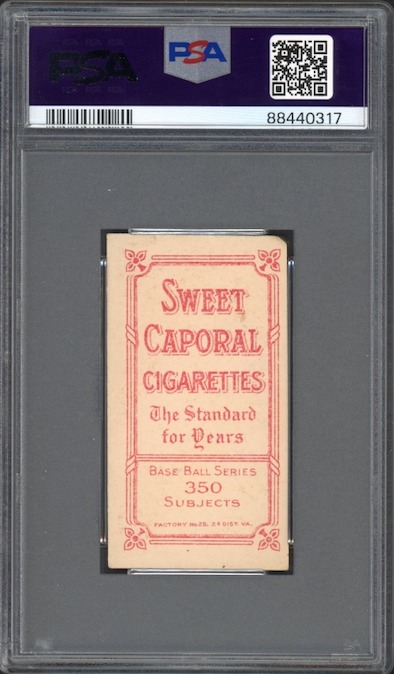 PSA
PSA
88440317
SWEET
CAPORAL
CIGARETTES
The Standard
for Years
BASE BALL SERIES
350
SUBJECTS
FACTORY No. 25, 2D DIST. VA.